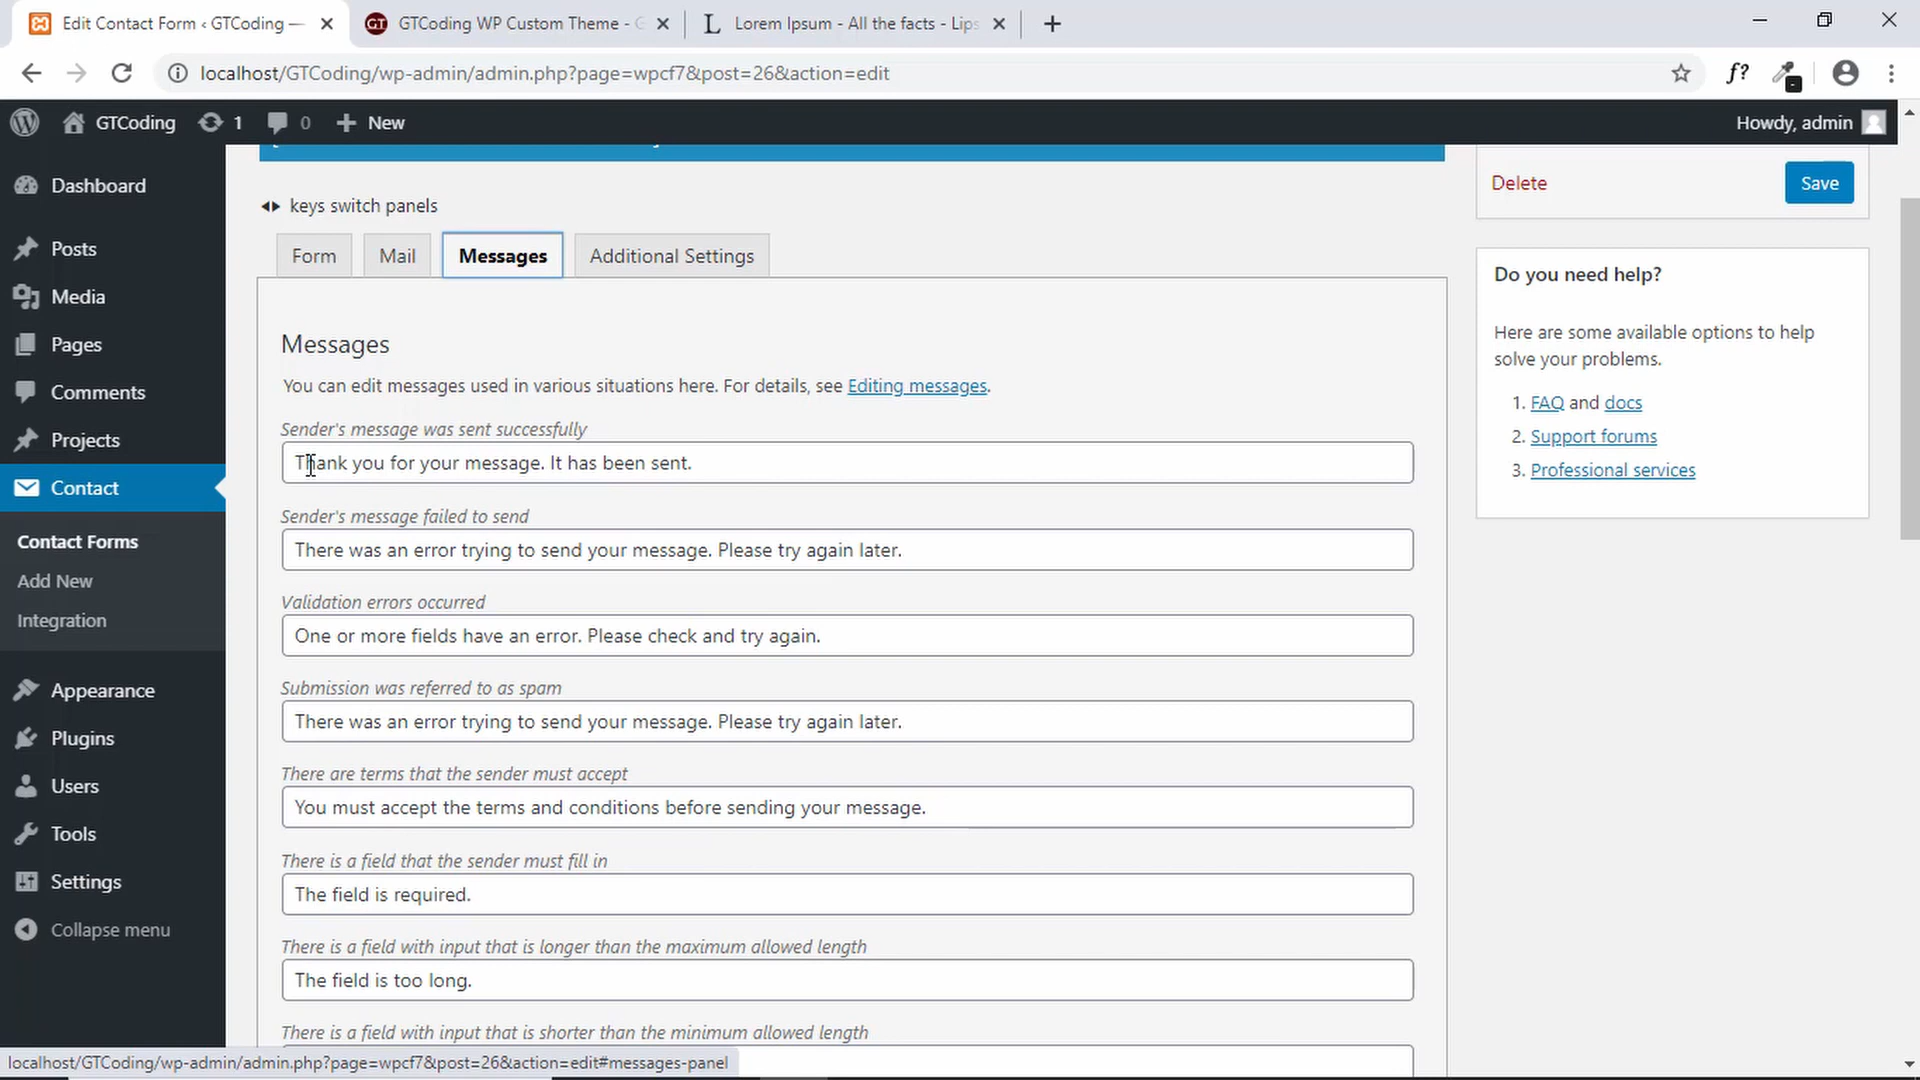 Edit Contact Form ‹ GTCoding —
GTCoding WP Custom Theme - G
Lorem Ipsum - All the facts - Lips
localhost/GTCoding/wp-admin/admin.php?page=wpcf7&post=26&action=edit
f?
GTCoding
1
0
New
Howdy, admin
Dashboard
Posts
Media
Pages
Comments
Projects
Contact
Contact Forms
Add New
Integration
Appearance
Plugins
Users
Tools
Settings
Collapse menu
keys switch panels
Form
Mail
Messages
Additional Settings
Messages
You can edit messages used in various situations here. For details, see Editing messages.
Sender's message was sent successfully
Thank you for your message. It has been sent.
Sender's message failed to send
There was an error trying to send your message. Please try again later.
Validation errors occurred
One or more fields have an error. Please check and try again.
Submission was referred to as spam
There was an error trying to send your message. Please try again later.
There are terms that the sender must accept
You must accept the terms and conditions before sending your message.
There is a field that the sender must fill in
The field is required.
There is a field with input that is longer than the maximum allowed length
The field is too long.
There is a field with input that is shorter than the minimum allowed length
Delete
Save
Do you need help?
Here are some available options to help
solve your problems.
1. FAQ and docs
2. Support forums
3. Professional services
localhost/GTCoding/wp-admin/admin.php?page=wpcf7&post=26&action=edit#messages-panel